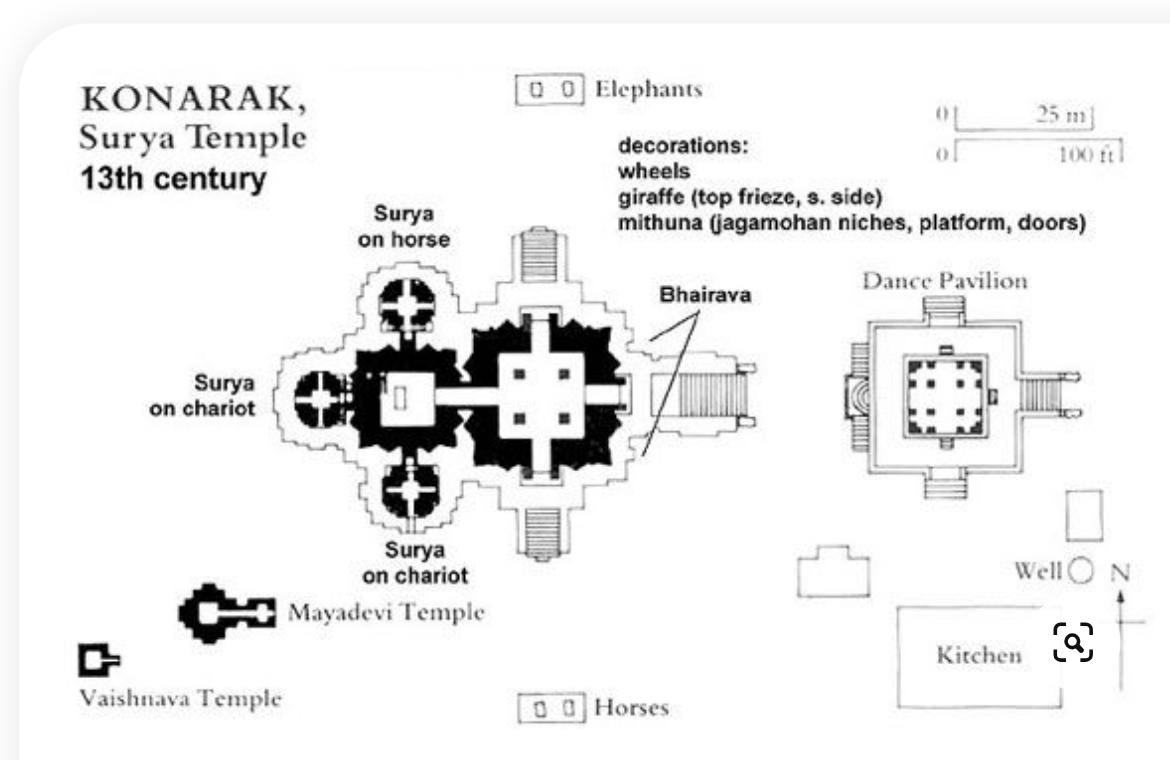 KONARAK,
Surya Temple
13th century
Elephants
0 25 m
0 100 ft
decorations:
wheels
giraffe (top frieze, s. side)
mithuna (jagamohan niches, platform, doors)
Surya
on horse
Bhairava
Dance Pavilion
Surya
on chariot
Surya
on chariot
Well
N
Mayadevi Temple
Kitchen
Vaishnava Temple
Horses